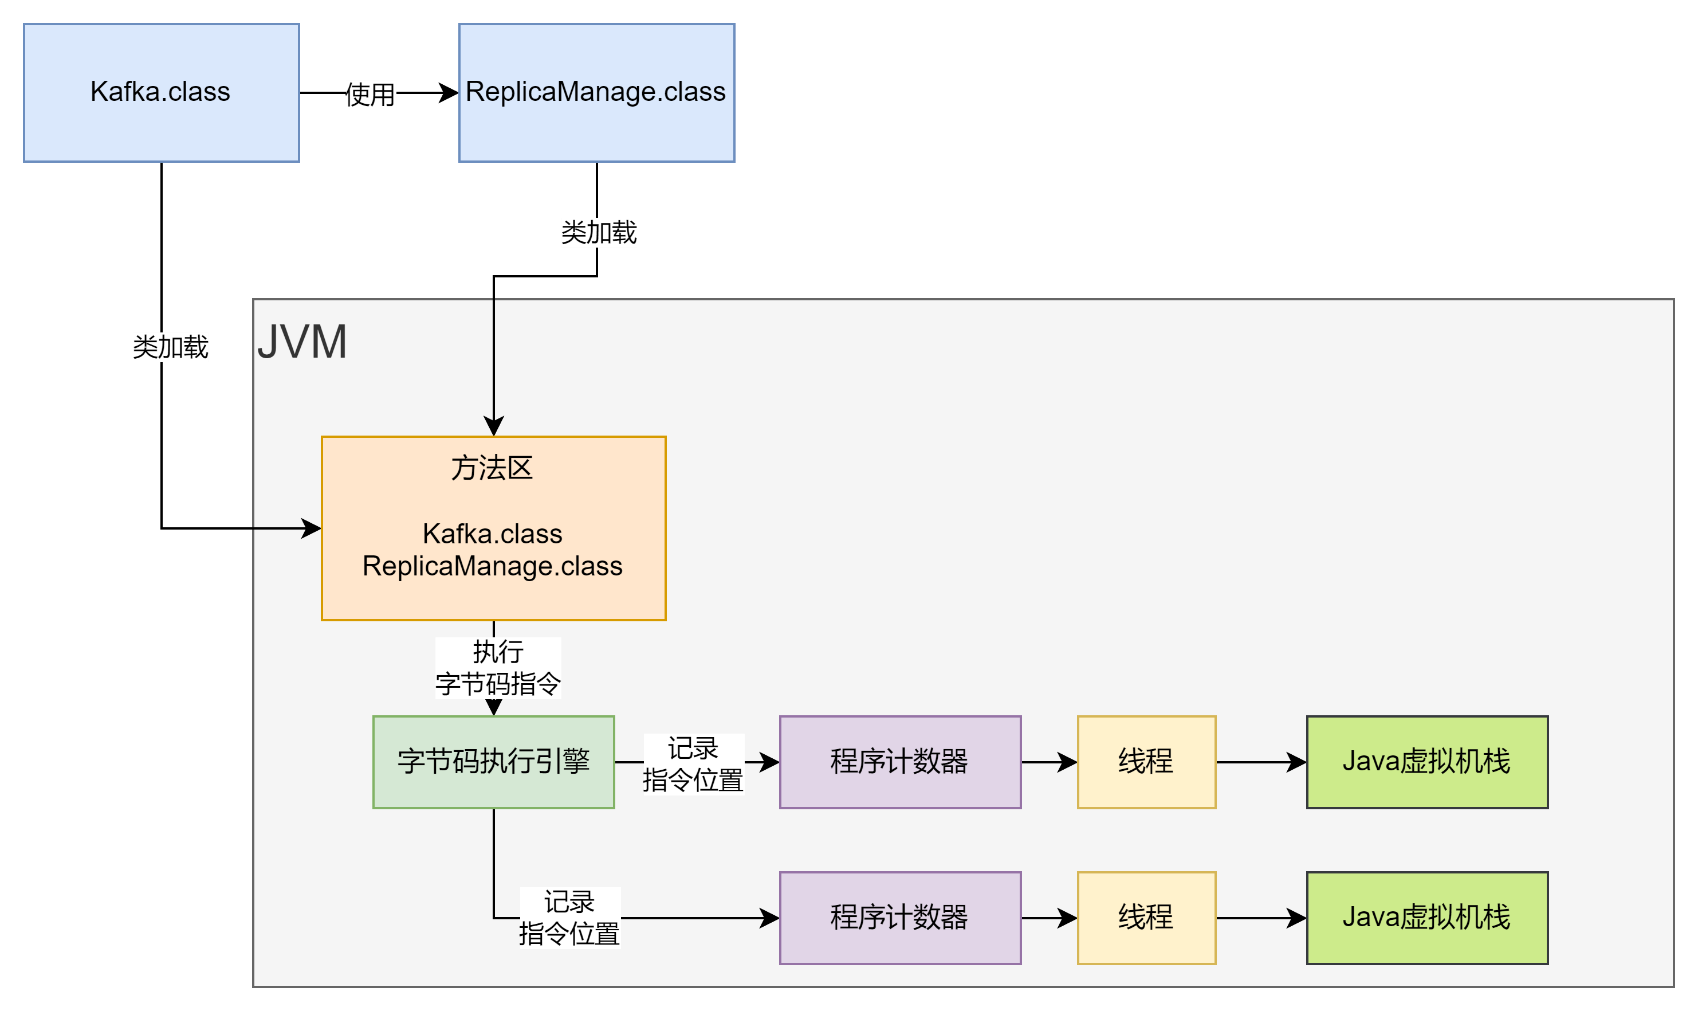 Kafka.class
使用
ReplicaManage.class
类加载
类加载
JVM
方法区
Kafka.class
ReplicaManage.class
执行
字节码指令
字节码执行引擎
记录
指令位置
程序计数器
线程
Java虚拟机栈
记录
指令位置
程序计数器
线程
Java虚拟机栈